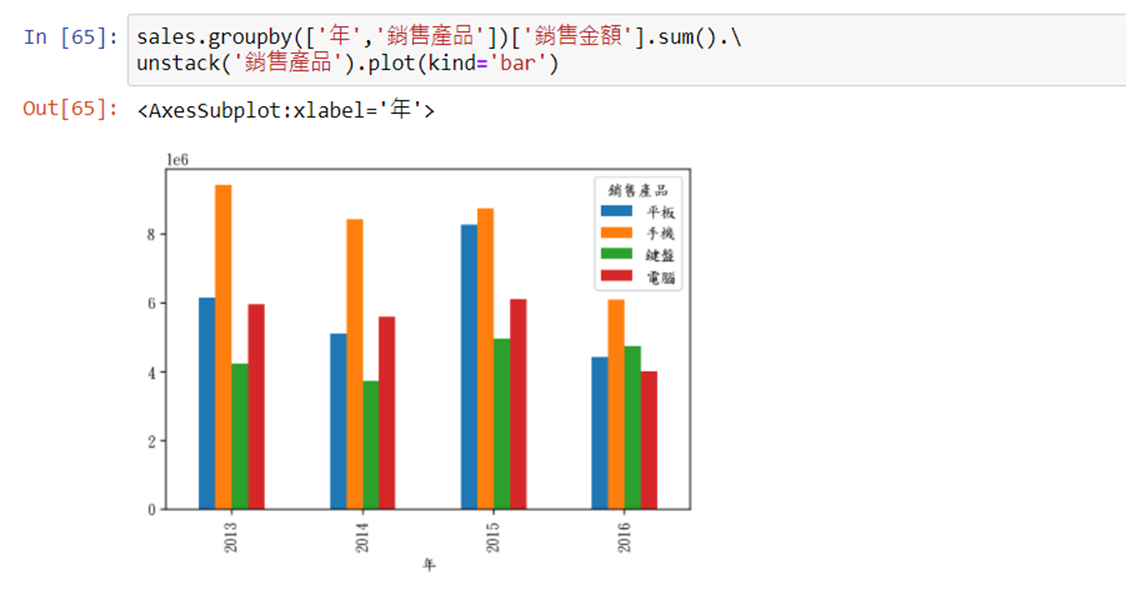 In [65]: sales.groupby(['年','銷售產品'])['銷售金額'].sum().\
unstack('銷售產品').plot(kind='bar')
Out[65]: <AxesSubplot:xlabel='年'>
1e6
銷售產品
平板
手機
鍵盤
電腦
8
6
4
2
0
2013
2014
2015
2016
年